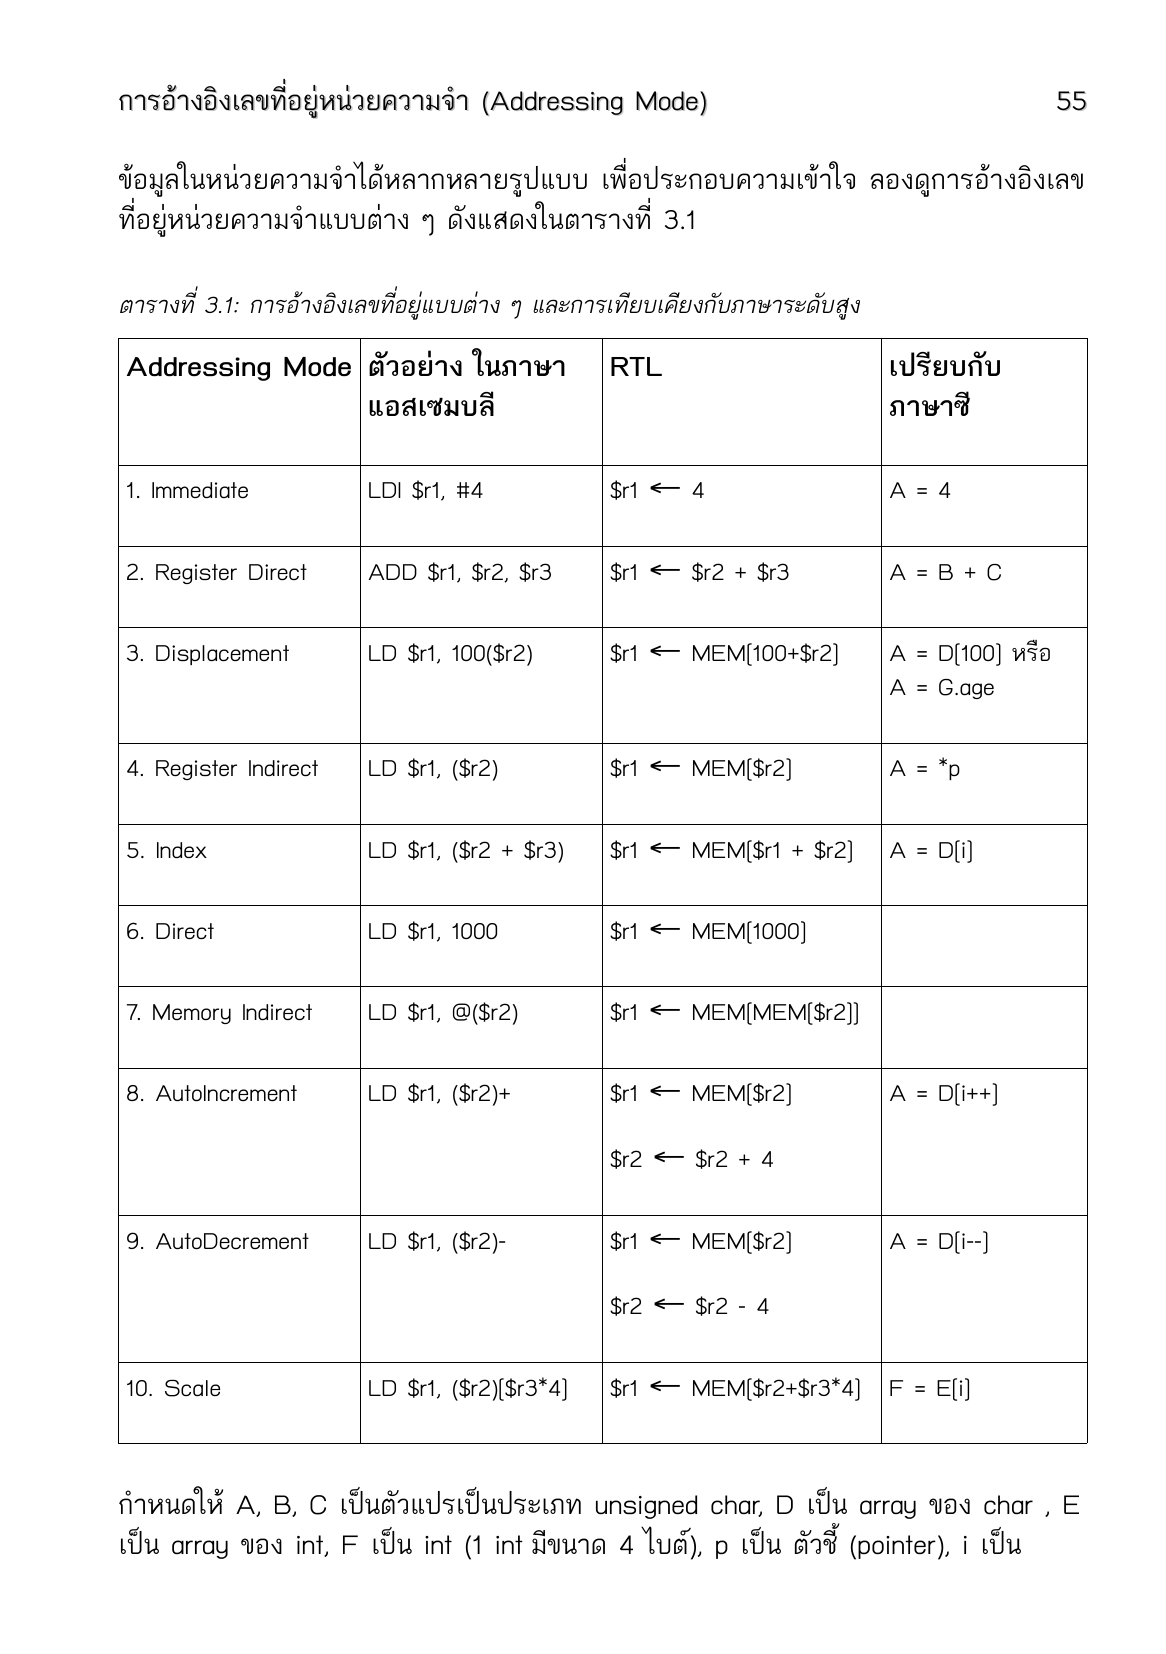 การอ้างอิงเลขที่อยู่หน่วยความจำ (Addressing Mode) 55
ข้อมูลในหน่วยความจำได้หลากหลายรูปแบบ เพื่อประกอบความเข้าใจ ลองดูการอ้างอิงเลข
ที่อยู่หน่วยความจำแบบต่าง ๆ ดังแสดงในตารางที่ 3.1
ตารางที่ 3.1: การอ้างอิงเลขที่อยู่แบบต่าง ๆ และการเทียบเคียงกับภาษาระดับสูง
Addressing Mode ตัวอย่าง ในภาษา RTL เปรียบกับ
แอสเซมบลี ภาษาซี
1. Immediate LDI $r1, #4 $r1 ← 4 A = 4
2. Register Direct ADD $r1, $r2, $r3 $r1 ← $r2 + $r3 A = B + C
3. Displacement LD $r1, 100($r2) $r1 ← MEM[100+$r2] A = D[100] หรือ
A = G.age
4. Register Indirect LD $r1, ($r2) $r1 ← MEM[$r2] A = *p
5. Index LD $r1, ($r2 + $r3) $r1 ← MEM[$r1 + $r2] A = D[i]
6. Direct LD $r1, 1000 $r1 ← MEM[1000]
7. Memory Indirect LD $r1, @($r2) $r1 ← MEM[MEM[$r2]]
8. AutoIncrement LD $r1, ($r2)+ $r1 ← MEM[$r2] A = D[i++]
$r2 ← $r2 + 4
9. AutoDecrement LD $r1, ($r2)- $r1 ← MEM[$r2] A = D[i--]
$r2 ← $r2 - 4
10. Scale LD $r1, ($r2)[$r3*4] $r1 ← MEM[$r2+$r3*4] F = E[i]
กำหนดให้ A, B, C เป็นตัวแปรเป็นประเภท unsigned char, D เป็น array ของ char , E
เป็น array ของ int, F เป็น int (1 int มีขนาด 4 ไบต์), p เป็น ตัวชี้ (pointer), i เป็น